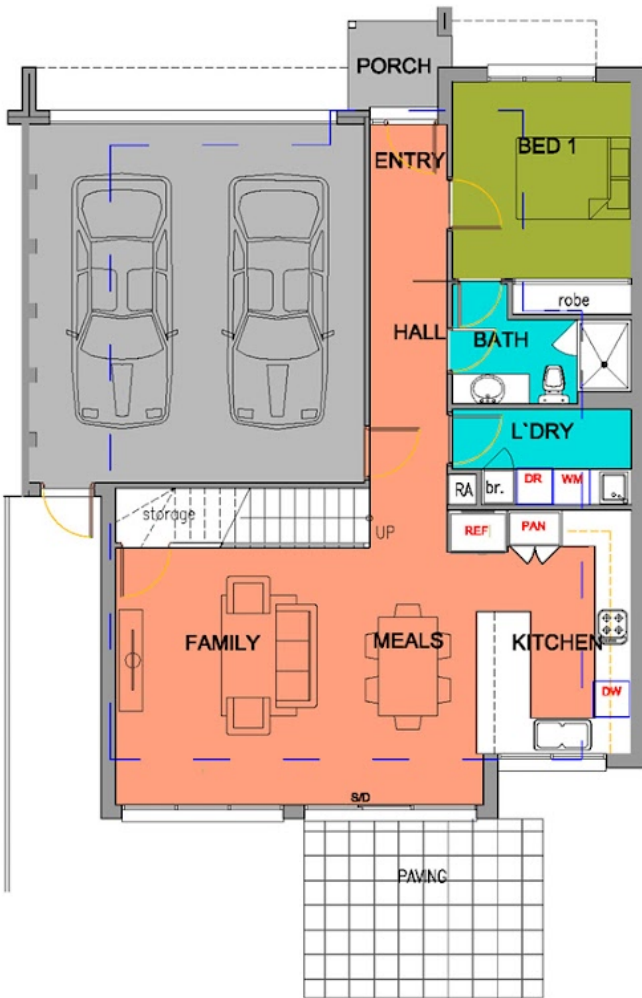 PORCH
ENTRY
BED 1
robe
HALL
BATH
L`DRY
RA
br.
DR
WM
storage
UP
REF
PAN
FAMILY
MEALS
KITCHEN
DW
S/D
PAVING